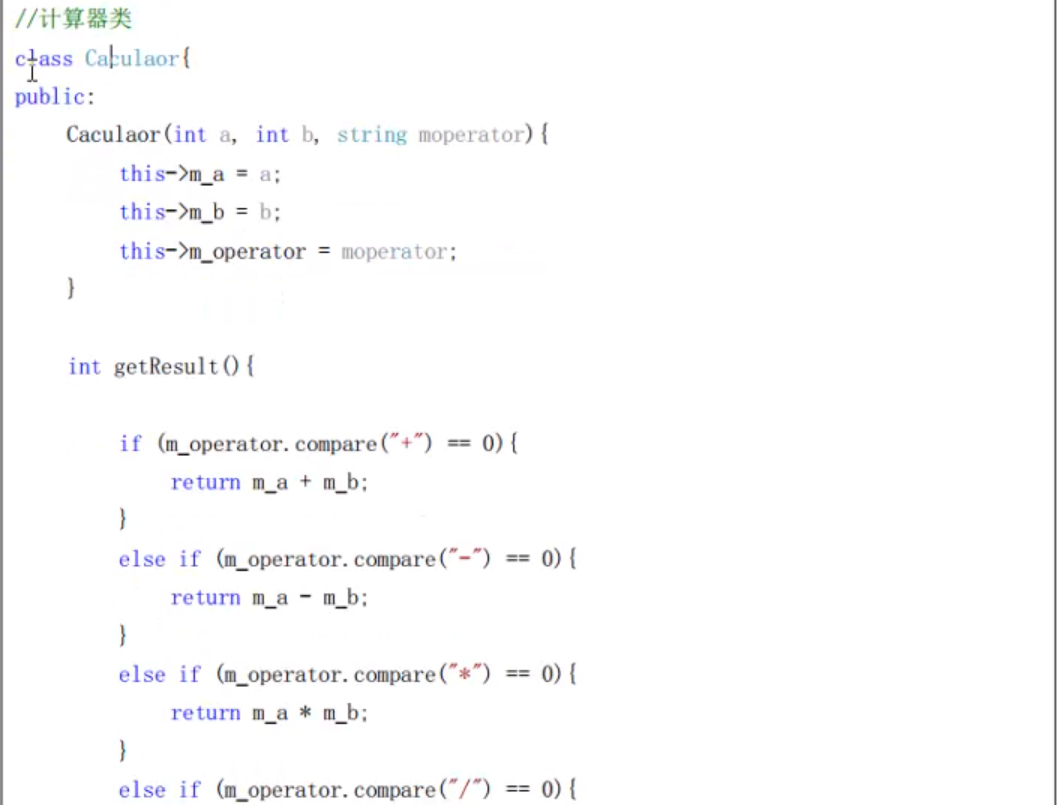 //计算器类
class Caculaor{
public:
    Caculaor(int a, int b, string moperator){
        this->m_a = a;
        this->m_b = b;
        this->m_operator = moperator;
    }
    int getResult(){
        if (m_operator.compare("+") == 0){
            return m_a + m_b;
        }
        else if (m_operator.compare("-") == 0){
            return m_a - m_b;
        }
        else if (m_operator.compare("*") == 0){
            return m_a * m_b;
        }
        else if (m_operator.compare("/") == 0){